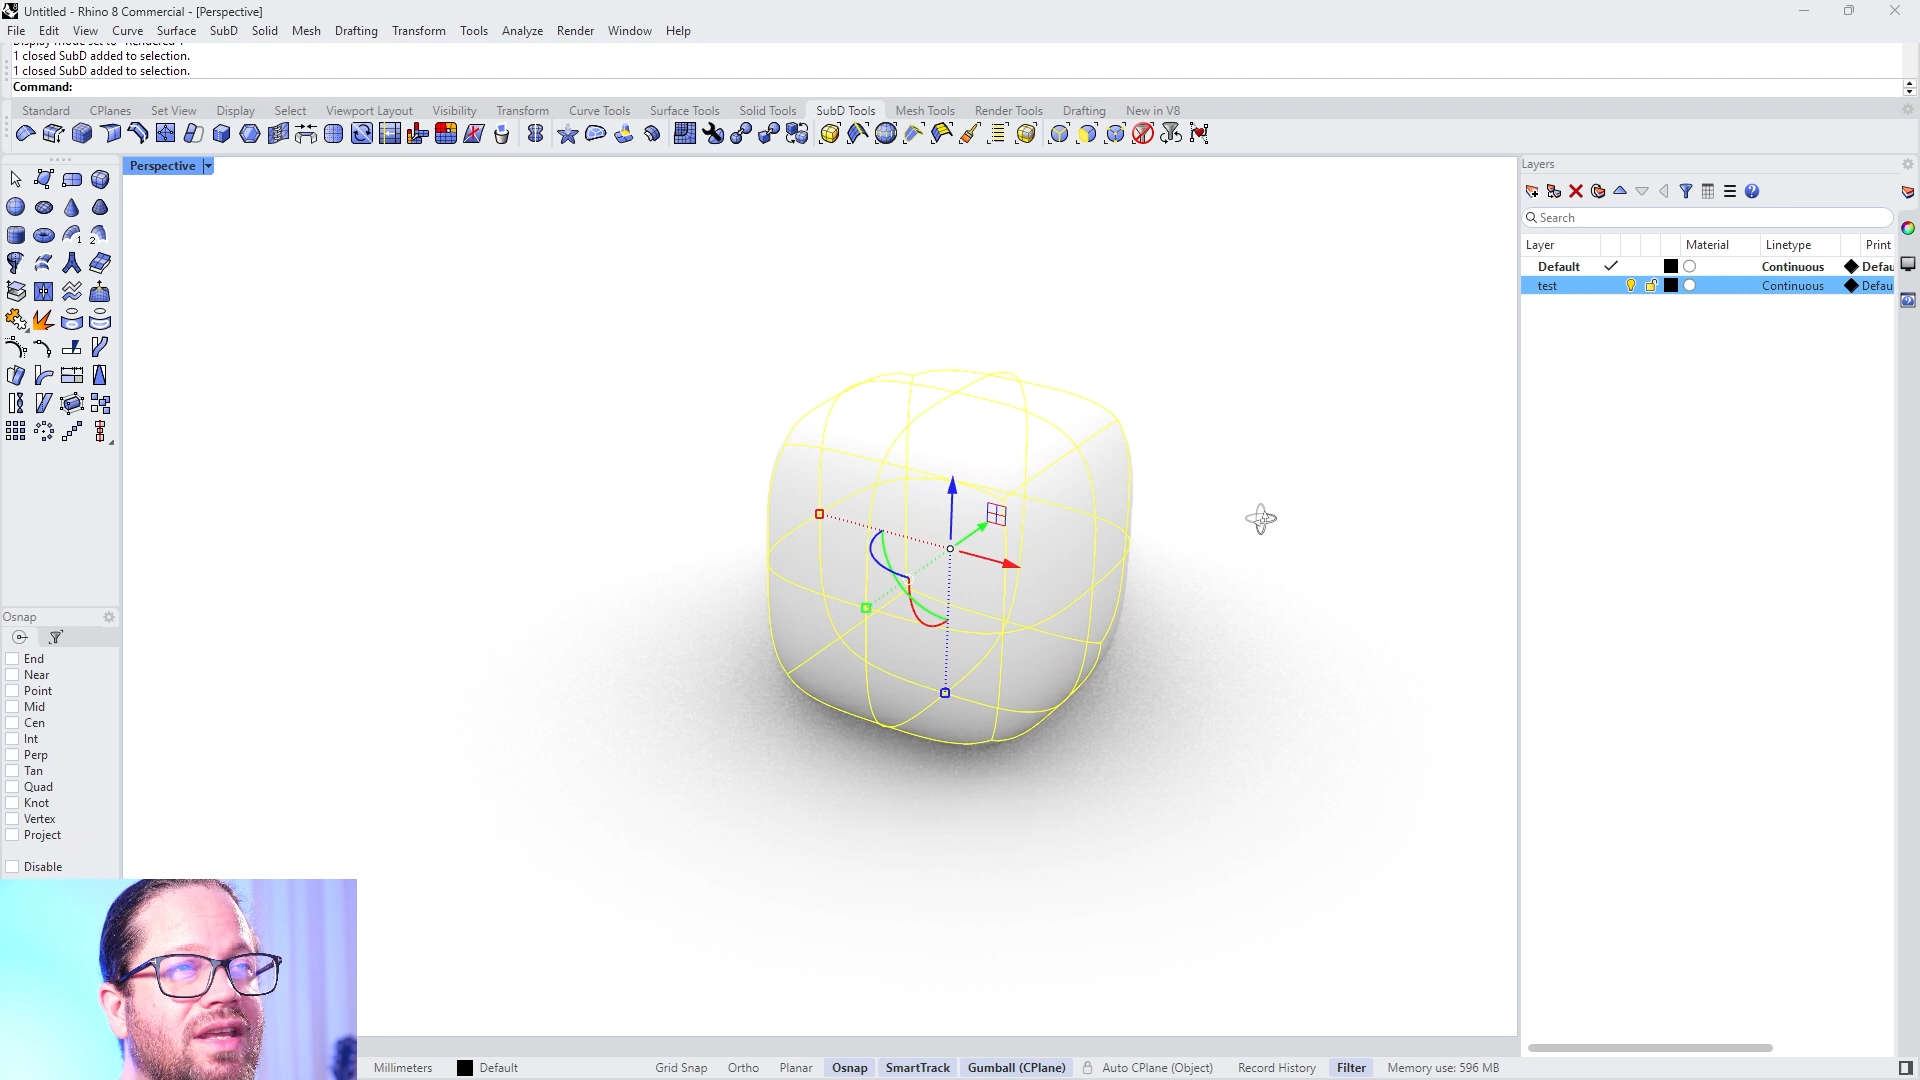 Untitled - Rhino 8 Commercial - [Perspective]
File Edit View Curve Surface SubD Solid Mesh Drafting Transform Tools Analyze Render Window Help
1 closed SubD added to selection.
1 closed SubD added to selection.
Command:
Standard CPlanes Set View Display Select Viewport Layout Visibility Transform Curve Tools Surface Tools Solid Tools SubD Tools Mesh Tools Render Tools Drafting New in V8
Perspective
Layers
Search
Layer Material Linetype Print
Default Continuous Defau
test Continuous Defau
1
2
Osnap
End
Near
Point
Mid
Cen
Int
Perp
Tan
Quad
Knot
Vertex
Project
Disable
Millimeters Default Grid Snap Ortho Planar Osnap SmartTrack Gumball (CPlane) Auto CPlane (Object) Record History Filter Memory use: 596 MB